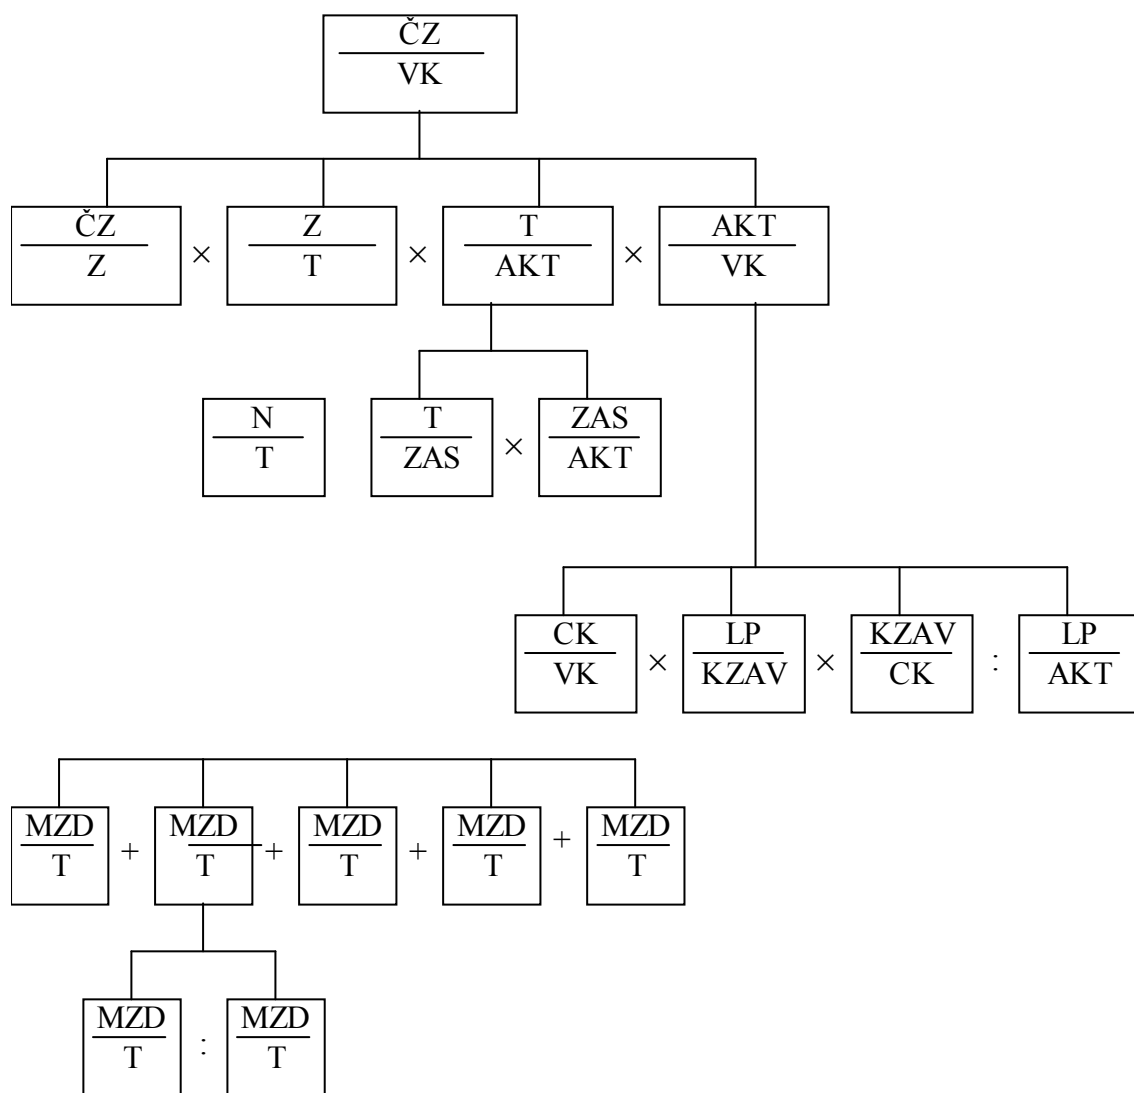 ČZ
VK
ČZ
Z
×
Z
T
×
T
AKT
×
AKT
VK
N
T
T
ZAS
×
ZAS
AKT
CK
VK
×
LP
KZAV
×
KZAV
CK
:
LP
AKT
MZD
T
+
MZD
T
+
MZD
T
+
MZD
T
+
MZD
T
MZD
T
:
MZD
T